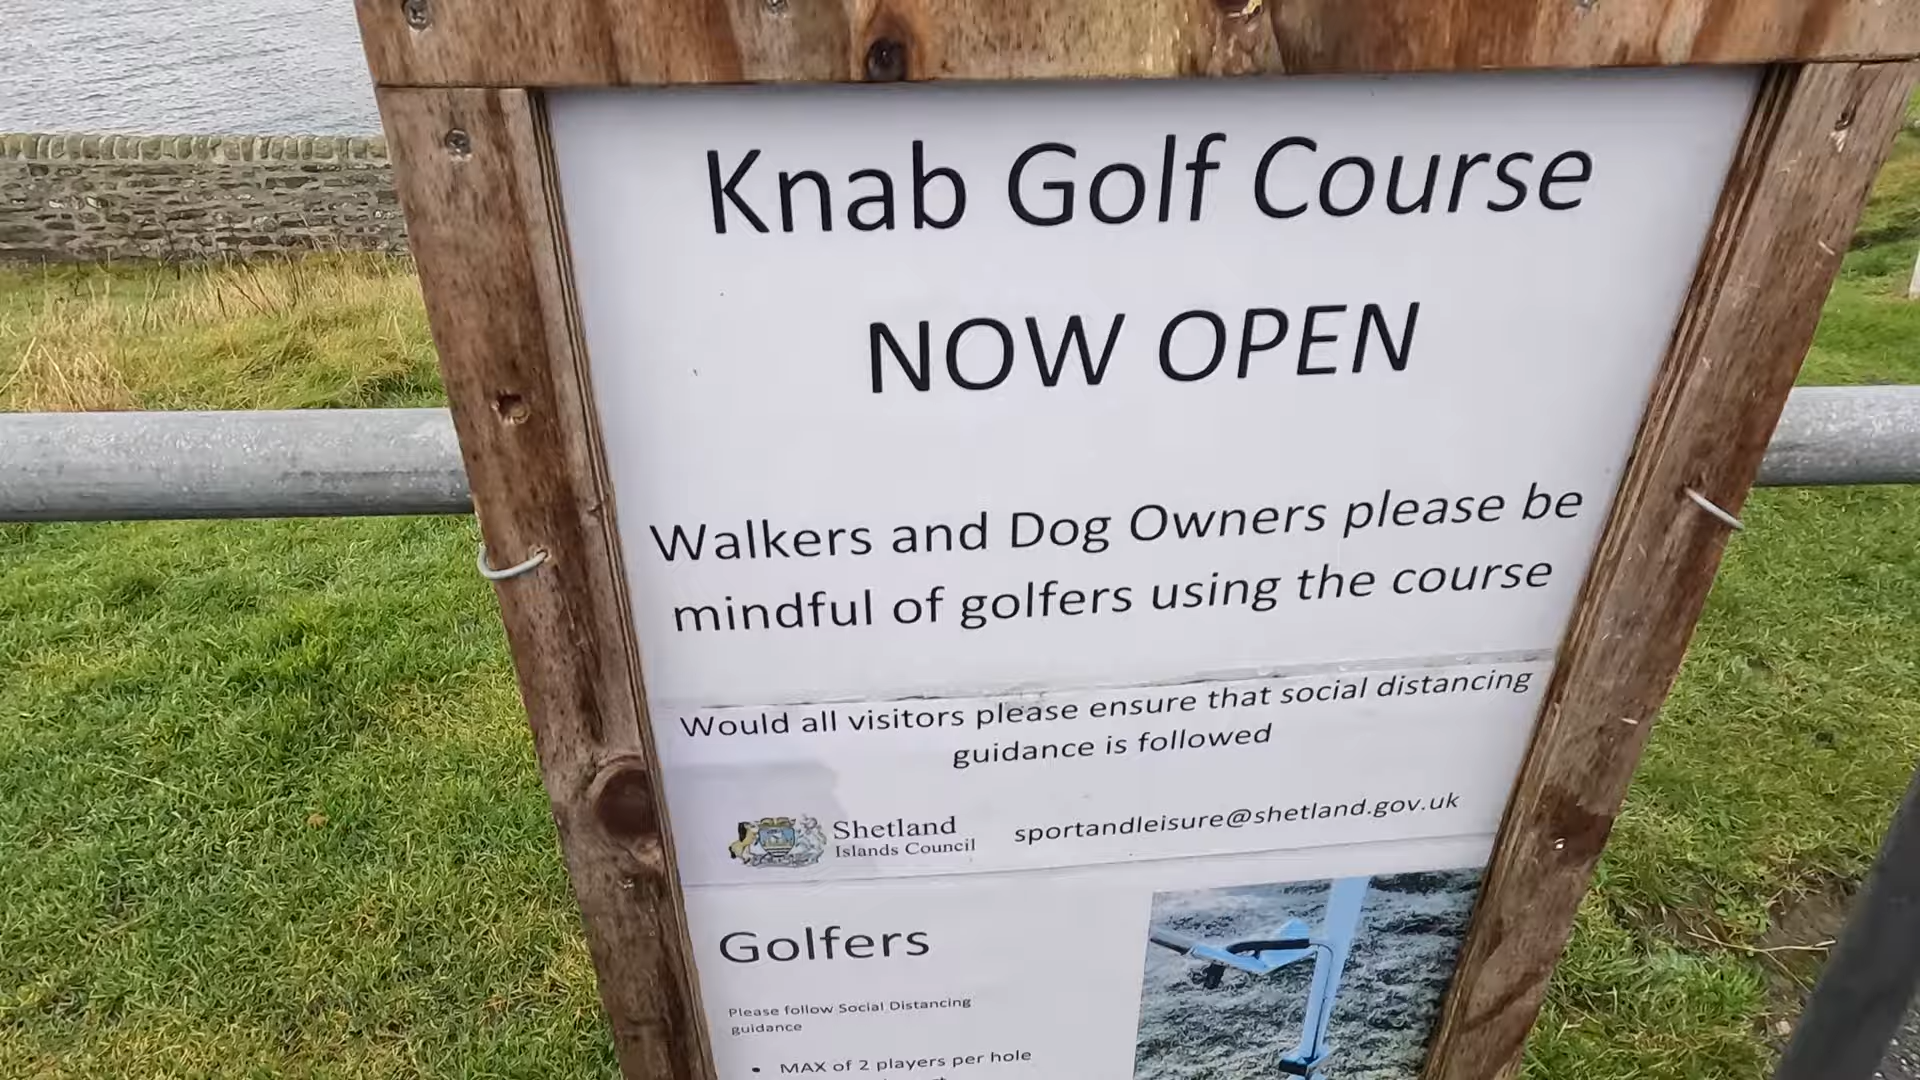 Knab Golf Course
NOW OPEN
Walkers and Dog Owners please be
mindful of golfers using the course
Would all visitors please ensure that social distancing
guidance is followed
Shetland
Islands Council
sportandleisure@shetland.gov.uk
Golfers
Please follow Social Distancing
guidance
• MAX of 2 players per hole